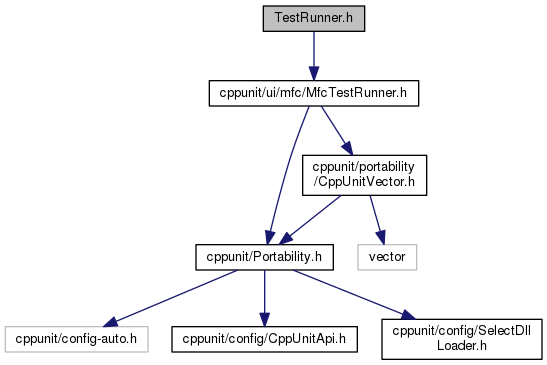 TestRunner.h
cppunit/ui/mfc/MfcTestRunner.h
cppunit/portability
/CppUnitVector.h
cppunit/Portability.h
vector
cppunit/config-auto.h
cppunit/config/CppUnitApi.h
cppunit/config/SelectDll
Loader.h